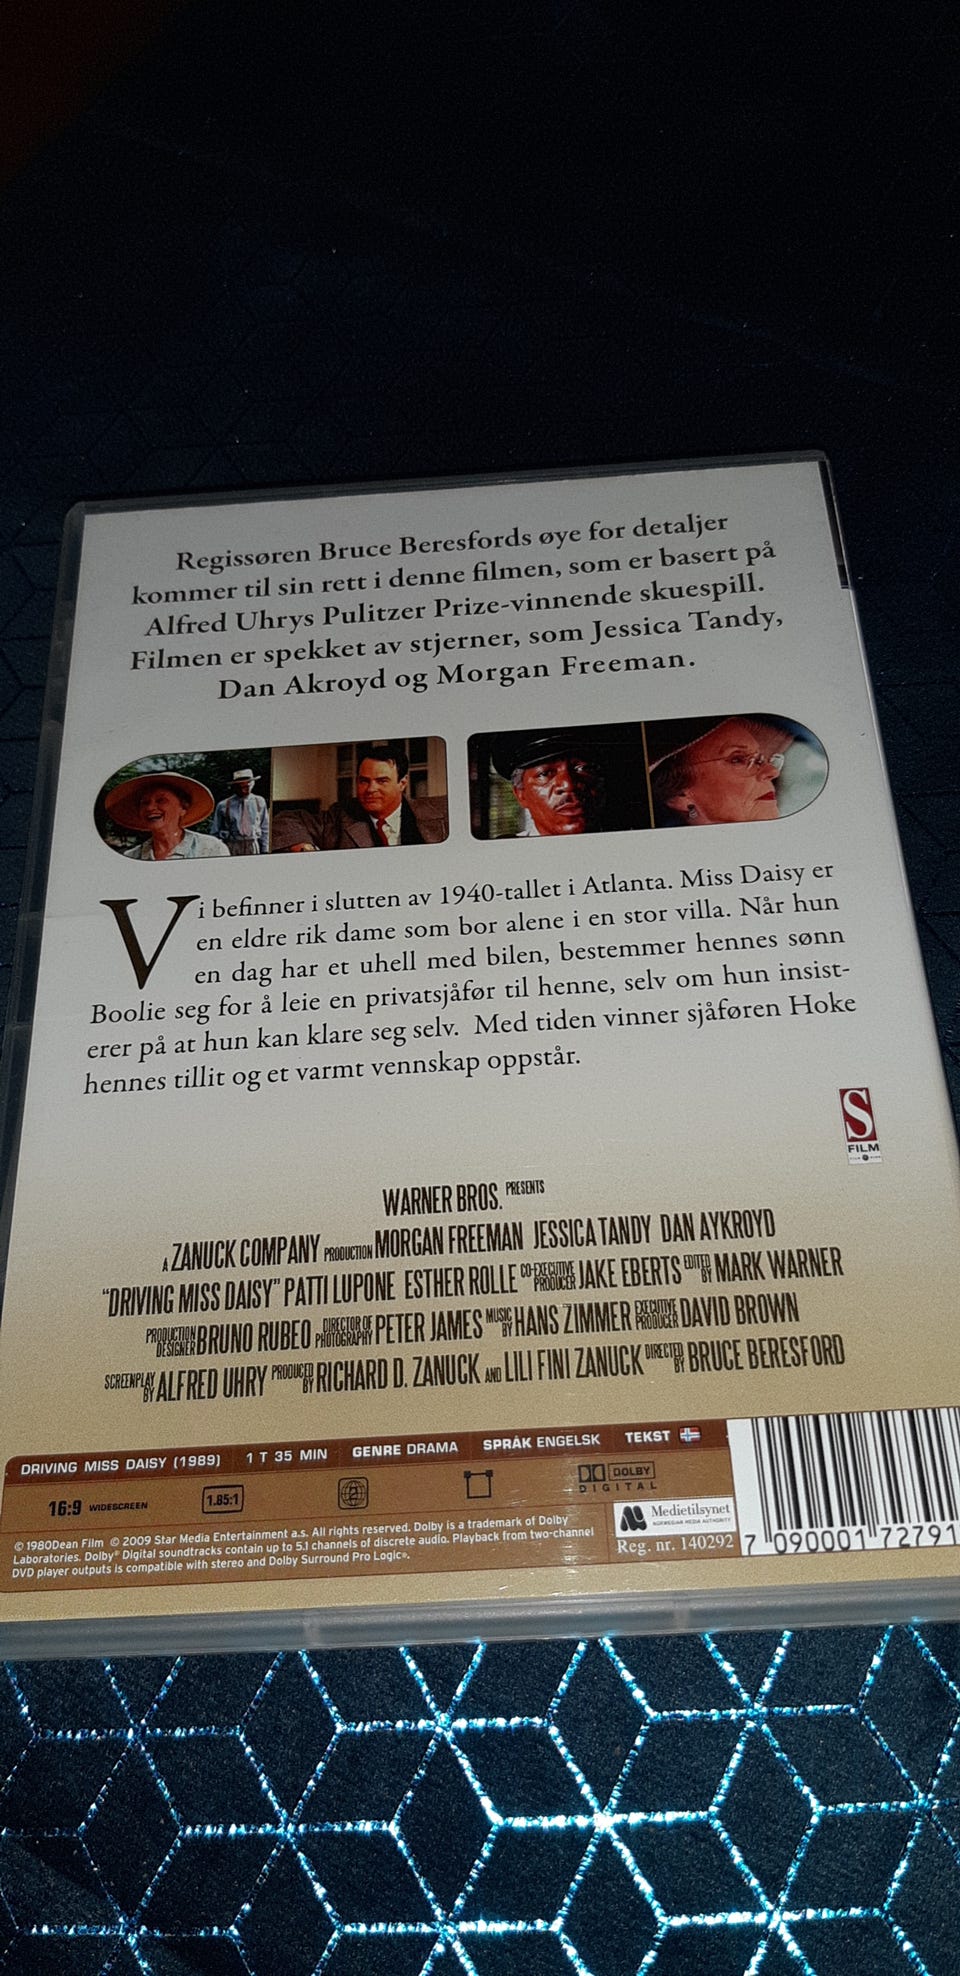 Regissøren Bruce Beresfords øye for detaljer
kommer til sin rett i denne filmen, som er basert på
Alfred Uhrys Pulitzer Prize-vinnende skuespill.
Filmen er spekket av stjerner, som Jessica Tandy,
Dan Akroyd og Morgan Freeman.
Vi befinner i slutten av 1940-tallet i Atlanta. Miss Daisy er
en eldre rik dame som bor alene i en stor villa. Når hun
en dag har et uhell med bilen, bestemmer hennes sønn
Boolie seg for å leie en privatsjåfør til henne, selv om hun insist-
erer på at hun kan klare seg selv. Med tiden vinner sjåføren Hoke
hennes tillit og et varmt vennskap oppstår.
S
FILM
WARNER BROS. PRESENTS
A ZANUCK COMPANY PRODUCTION MORGAN FREEMAN JESSICA TANDY DAN AYKROYD
"DRIVING MISS DAISY" PATTI LUPONE ESTHER ROLLE CO-EXECUTIVE PRODUCER JAKE EBERTS EDITED BY MARK WARNER
PRODUCTION DESIGNER BRUNO RUBEO DIRECTOR OF PHOTOGRAPHY PETER JAMES MUSIC BY HANS ZIMMER EXECUTIVE PRODUCER DAVID BROWN
SCREENPLAY BY ALFRED UHRY PRODUCED BY RICHARD D. ZANUCK AND LILI FINI ZANUCK DIRECTED BY BRUCE BERESFORD
DRIVING MISS DAISY (1989) 1 T 35 MIN GENRE DRAMA SPRÅK ENGELSK TEKST
16:9 WIDESCREEN 1.85:1 2 DOLBY
DIGITAL
© 1980Dean Film © 2009 Star Media Entertainment a.s. All rights reserved. Dolby is a trademark of Dolby
Laboratories. Dolby® Digital soundtracks contain up to 5.1 channels of discrete audio. Playback from two-channel
DVD player outputs is compatible with stereo and Dolby Surround Pro Logic®.
Medietilsynet
NORWEGIAN MEDIA AUTHORITY
Reg. nr. 140292
7 090001 72791